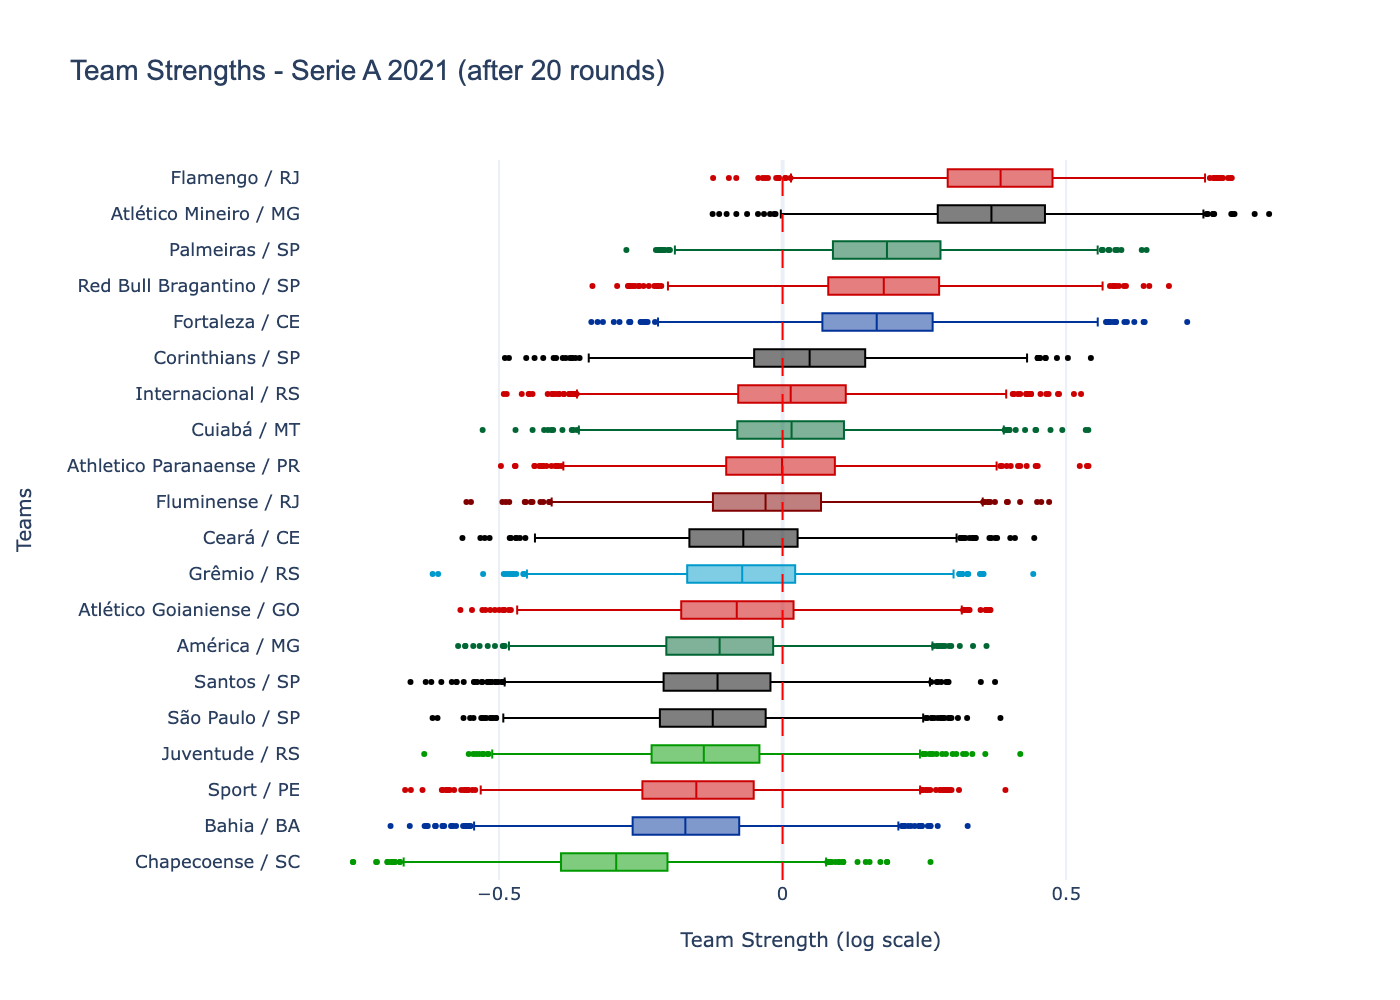 Team Strengths - Serie A 2021 (after 20 rounds)
Flamengo / RJ
Atlético Mineiro / MG
Palmeiras / SP
Red Bull Bragantino / SP
Fortaleza / CE
Corinthians / SP
Internacional / RS
Cuiabá / MT
Athletico Paranaense / PR
Fluminense / RJ
Ceará / CE
Grêmio / RS
Atlético Goianiense / GO
América / MG
Santos / SP
São Paulo / SP
Juventude / RS
Sport / PE
Bahia / BA
Chapecoense / SC
Teams
−0.5 0 0.5
Team Strength (log scale)